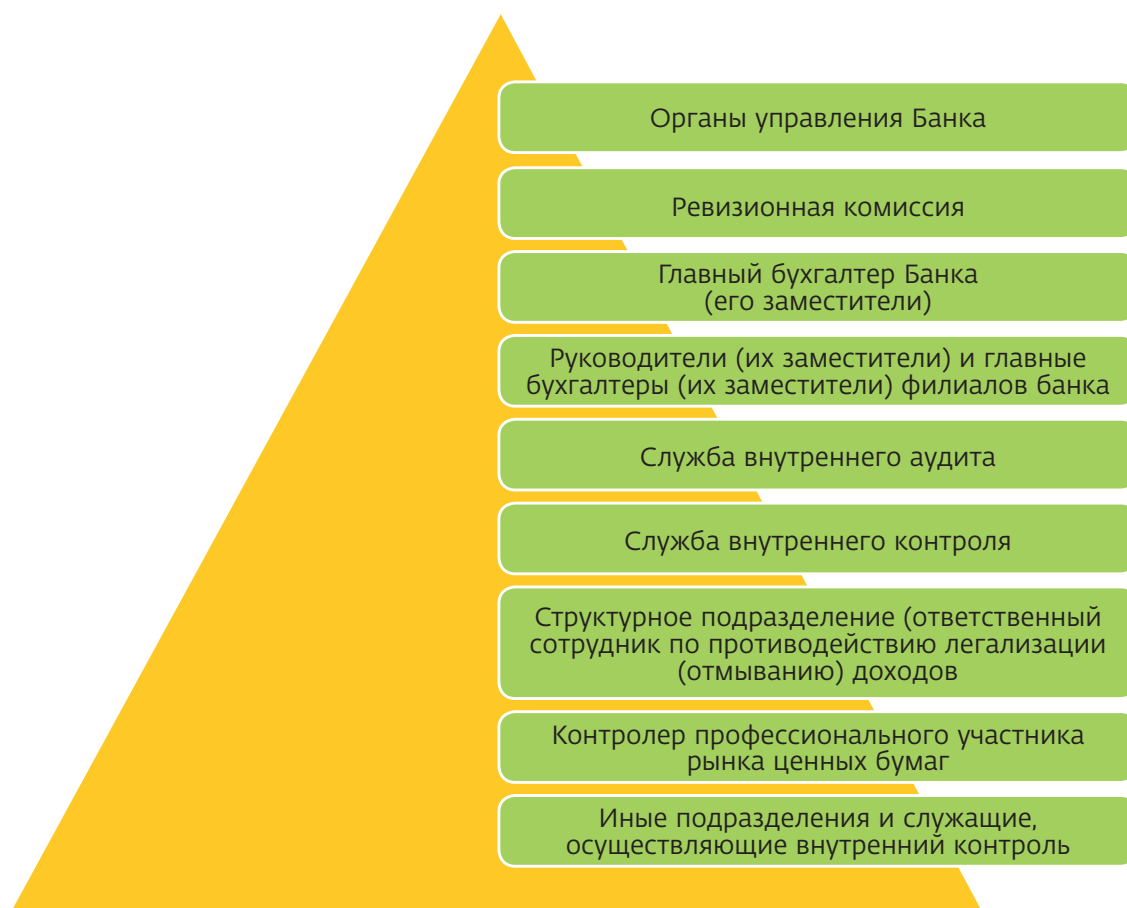 Органы управления Банка
Ревизионная комиссия
Главный бухгалтер Банка
(его заместители)
Руководители (их заместители) и главные
бухгалтеры (их заместители) филиалов банка
Служба внутреннего аудита
Служба внутреннего контроля
Структурное подразделение (ответственный
сотрудник по противодействию легализации
(отмыванию) доходов
Контролер профессионального участника
рынка ценных бумаг
Иные подразделения и служащие,
осуществляющие внутренний контроль